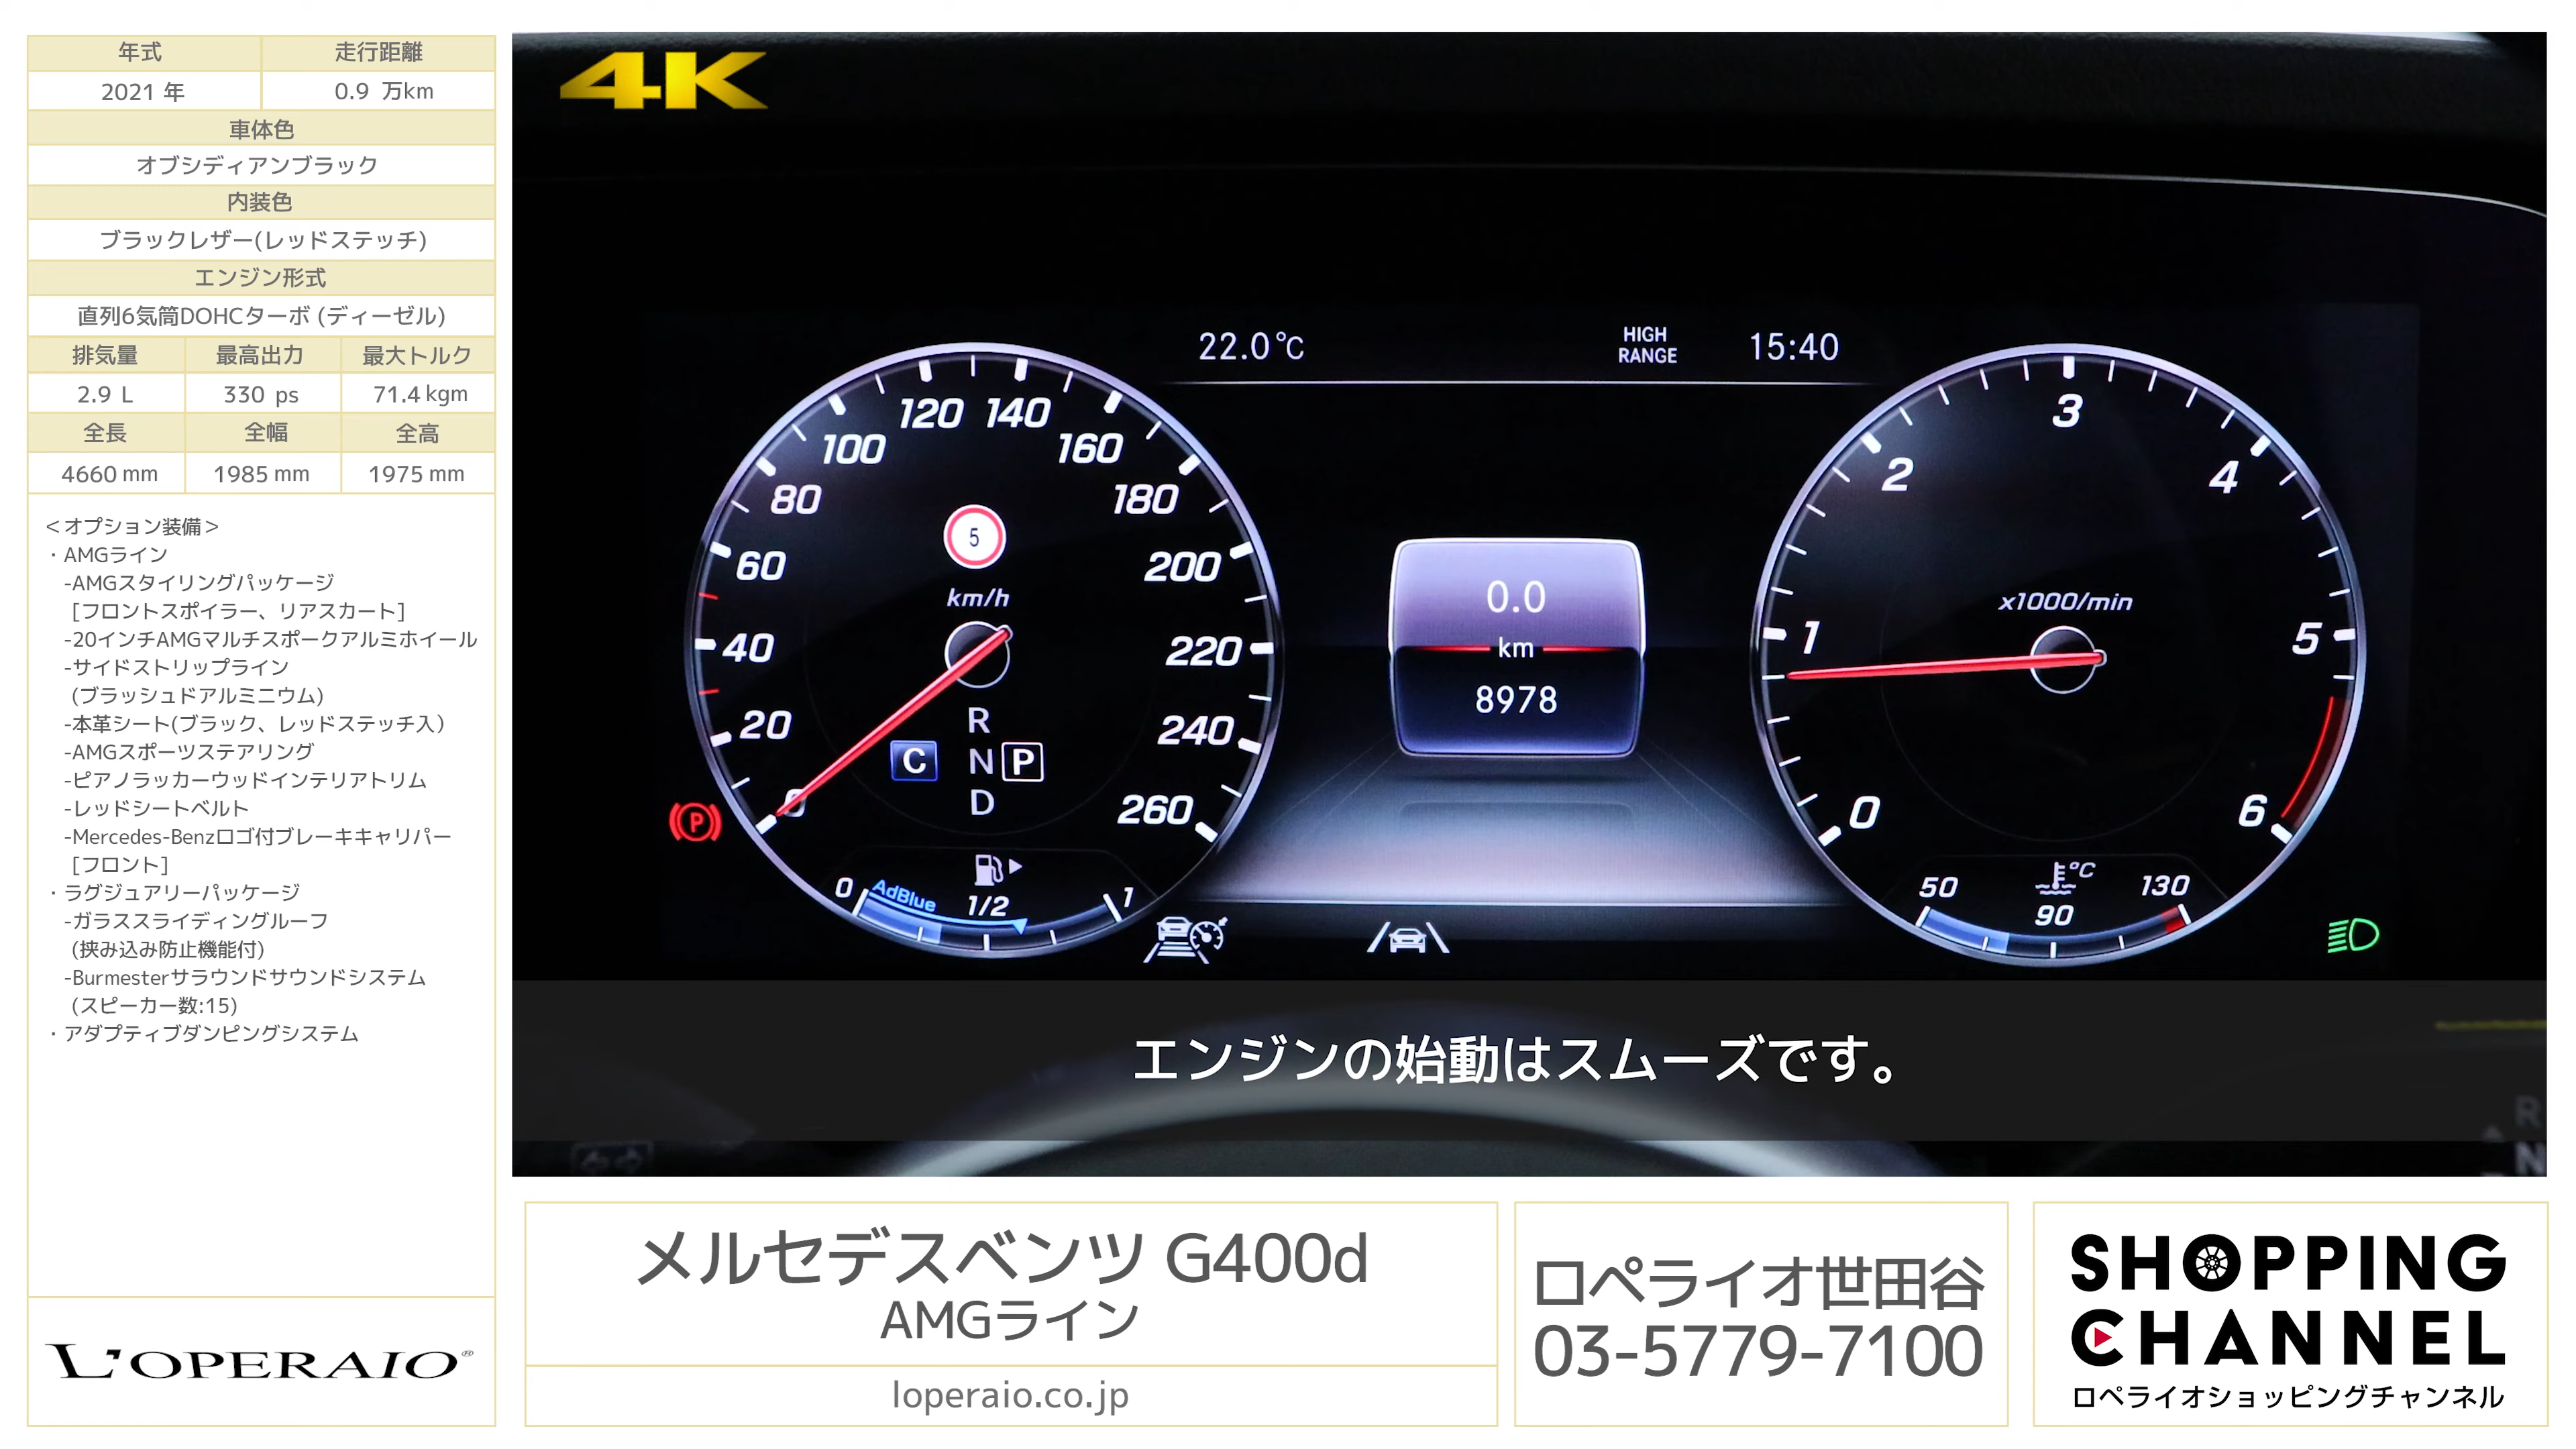 年式 走行距離
2021 年 0.9 万km
車体色
オブシディアンブラック
内装色
ブラックレザー(レッドステッチ)
エンジン形式
直列6気筒DOHCターボ (ディーゼル)
排気量 最高出力 最大トルク
2.9 L 330 ps 71.4 kgm
全長 全幅 全高
4660 mm 1985 mm 1975 mm
＜オプション装備＞
・AMGライン
-AMGスタイリングパッケージ
[フロントスポイラー、リアスカート]
-20インチAMGマルチスポークアルミホイール
-サイドストリップライン
(ブラッシュドアルミニウム)
-本革シート(ブラック、レッドステッチ入)
-AMGスポーツステアリング
-ピアノラッカーウッドインテリアトリム
-レッドシートベルト
-Mercedes-Benzロゴ付ブレーキキャリパー
[フロント]
・ラグジュアリーパッケージ
-ガラススライディングルーフ
(挟み込み防止機能付)
-Burmesterサラウンドサウンドシステム
(スピーカー数:15)
・アダプティブダンピングシステム
L'OPERAIO®
4K
22.0°C HIGH RANGE 15:40
0 20 40 60 80 100 120 140 160 180 200 220 240 260
5
km/h
R
C N P
D
P
0 AdBlue 1/2 1
0.0
km
8978
0 1 2 3 4 5 6
x1000/min
°C
50 90 130
エンジンの始動はスムーズです。
R
N
メルセデスベンツ G400d
AMGライン
loperaio.co.jp
ロペライオ世田谷
03-5779-7100
SHOPPING
CHANNEL
ロペライオショッピングチャンネル